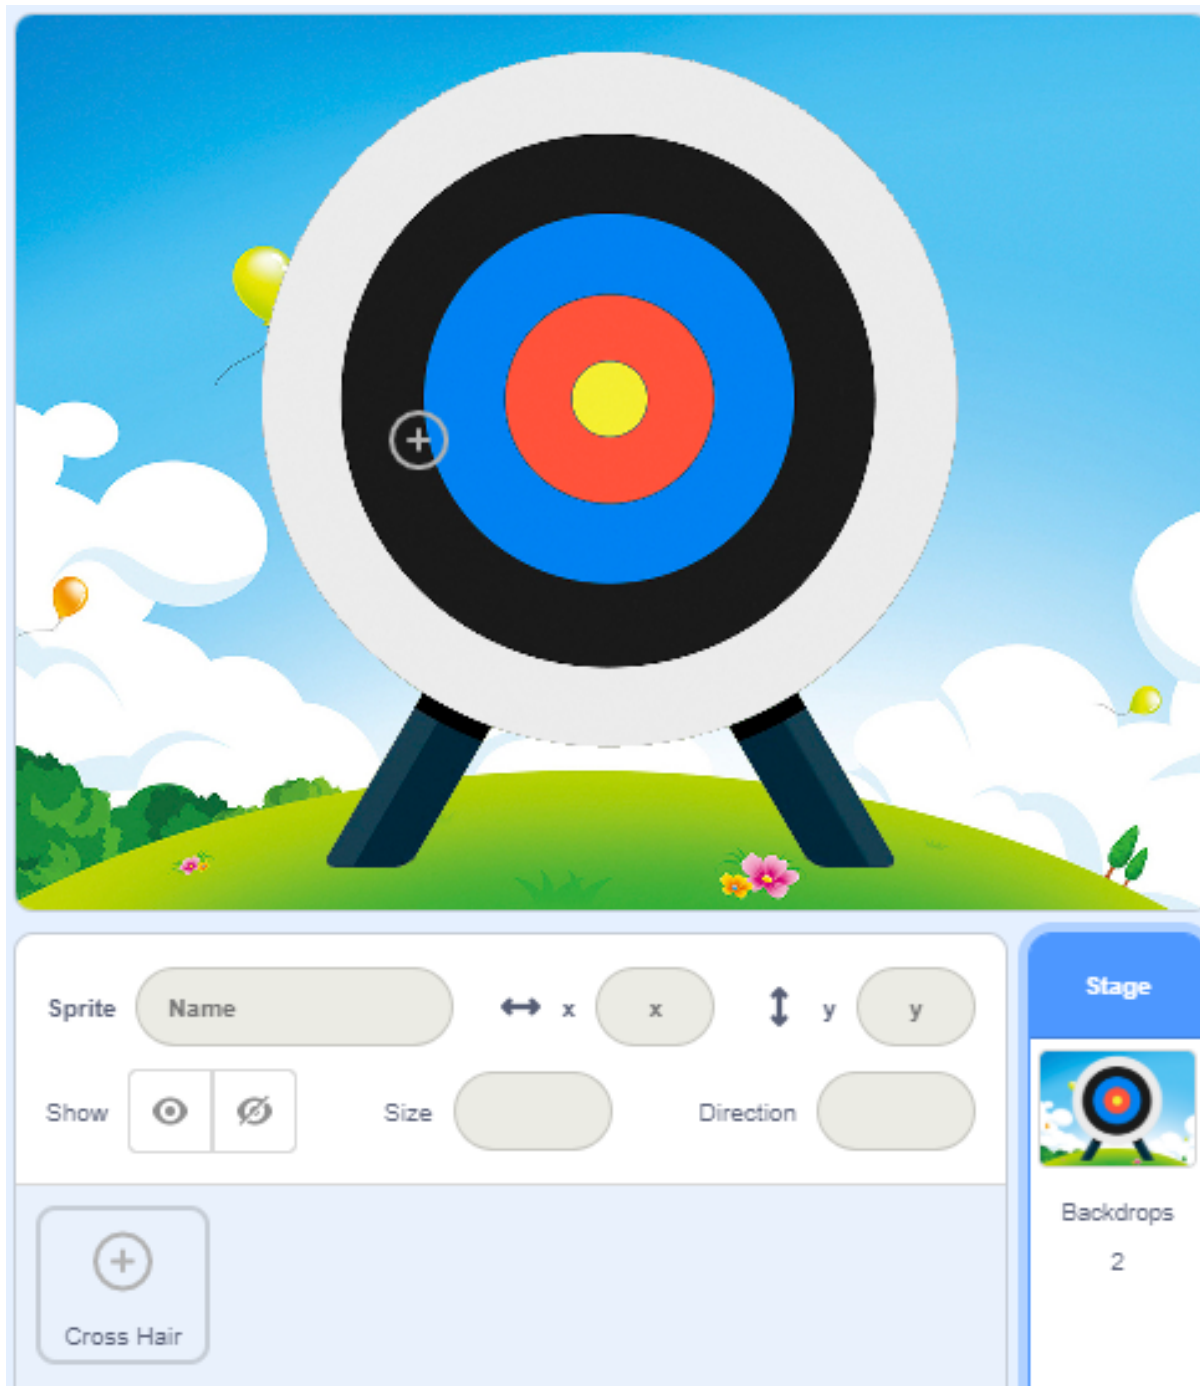 Sprite Name x x y y
Stage
Show Size Direction
Backdrops
2
Cross Hair